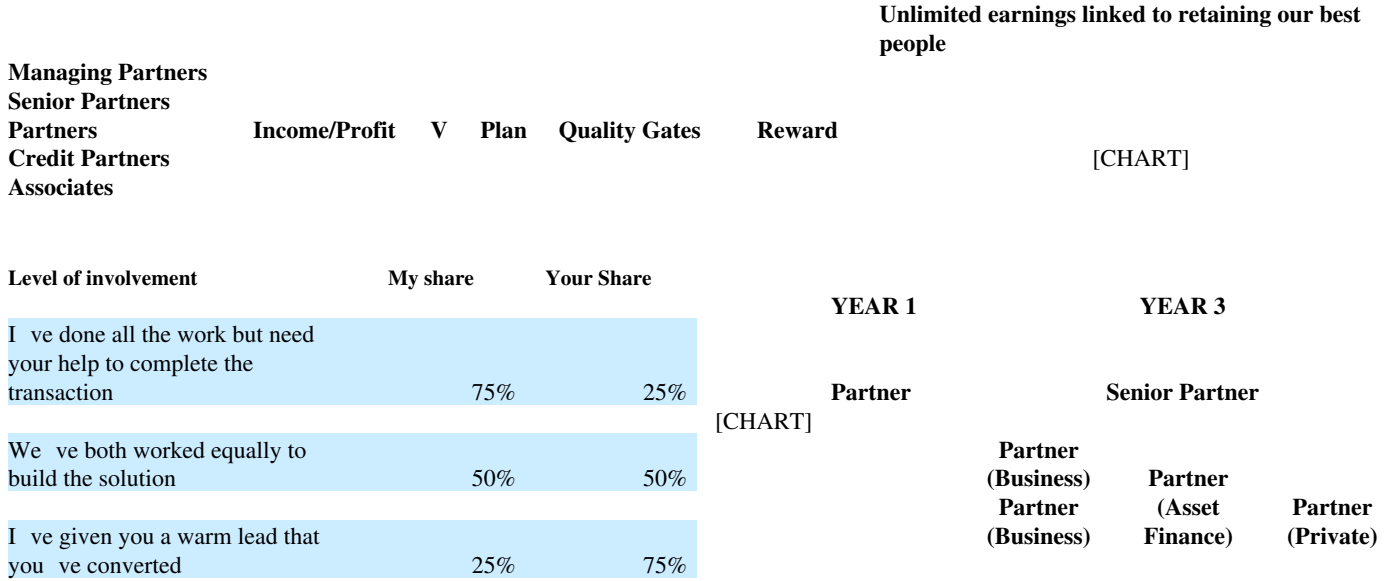 Unlimited earnings linked to retaining our best
people
Managing Partners
Senior Partners
Partners Income/Profit V Plan Quality Gates Reward
Credit Partners [CHART]
Associates
Level of involvement My share Your Share
YEAR 1 YEAR 3
I ve done all the work but need
your help to complete the
transaction 75% 25%
Partner Senior Partner
[CHART]
We ve both worked equally to
build the solution 50% 50%
Partner
(Business) Partner
Partner (Asset Partner
(Business) Finance) (Private)
I ve given you a warm lead that
you ve converted 25% 75%